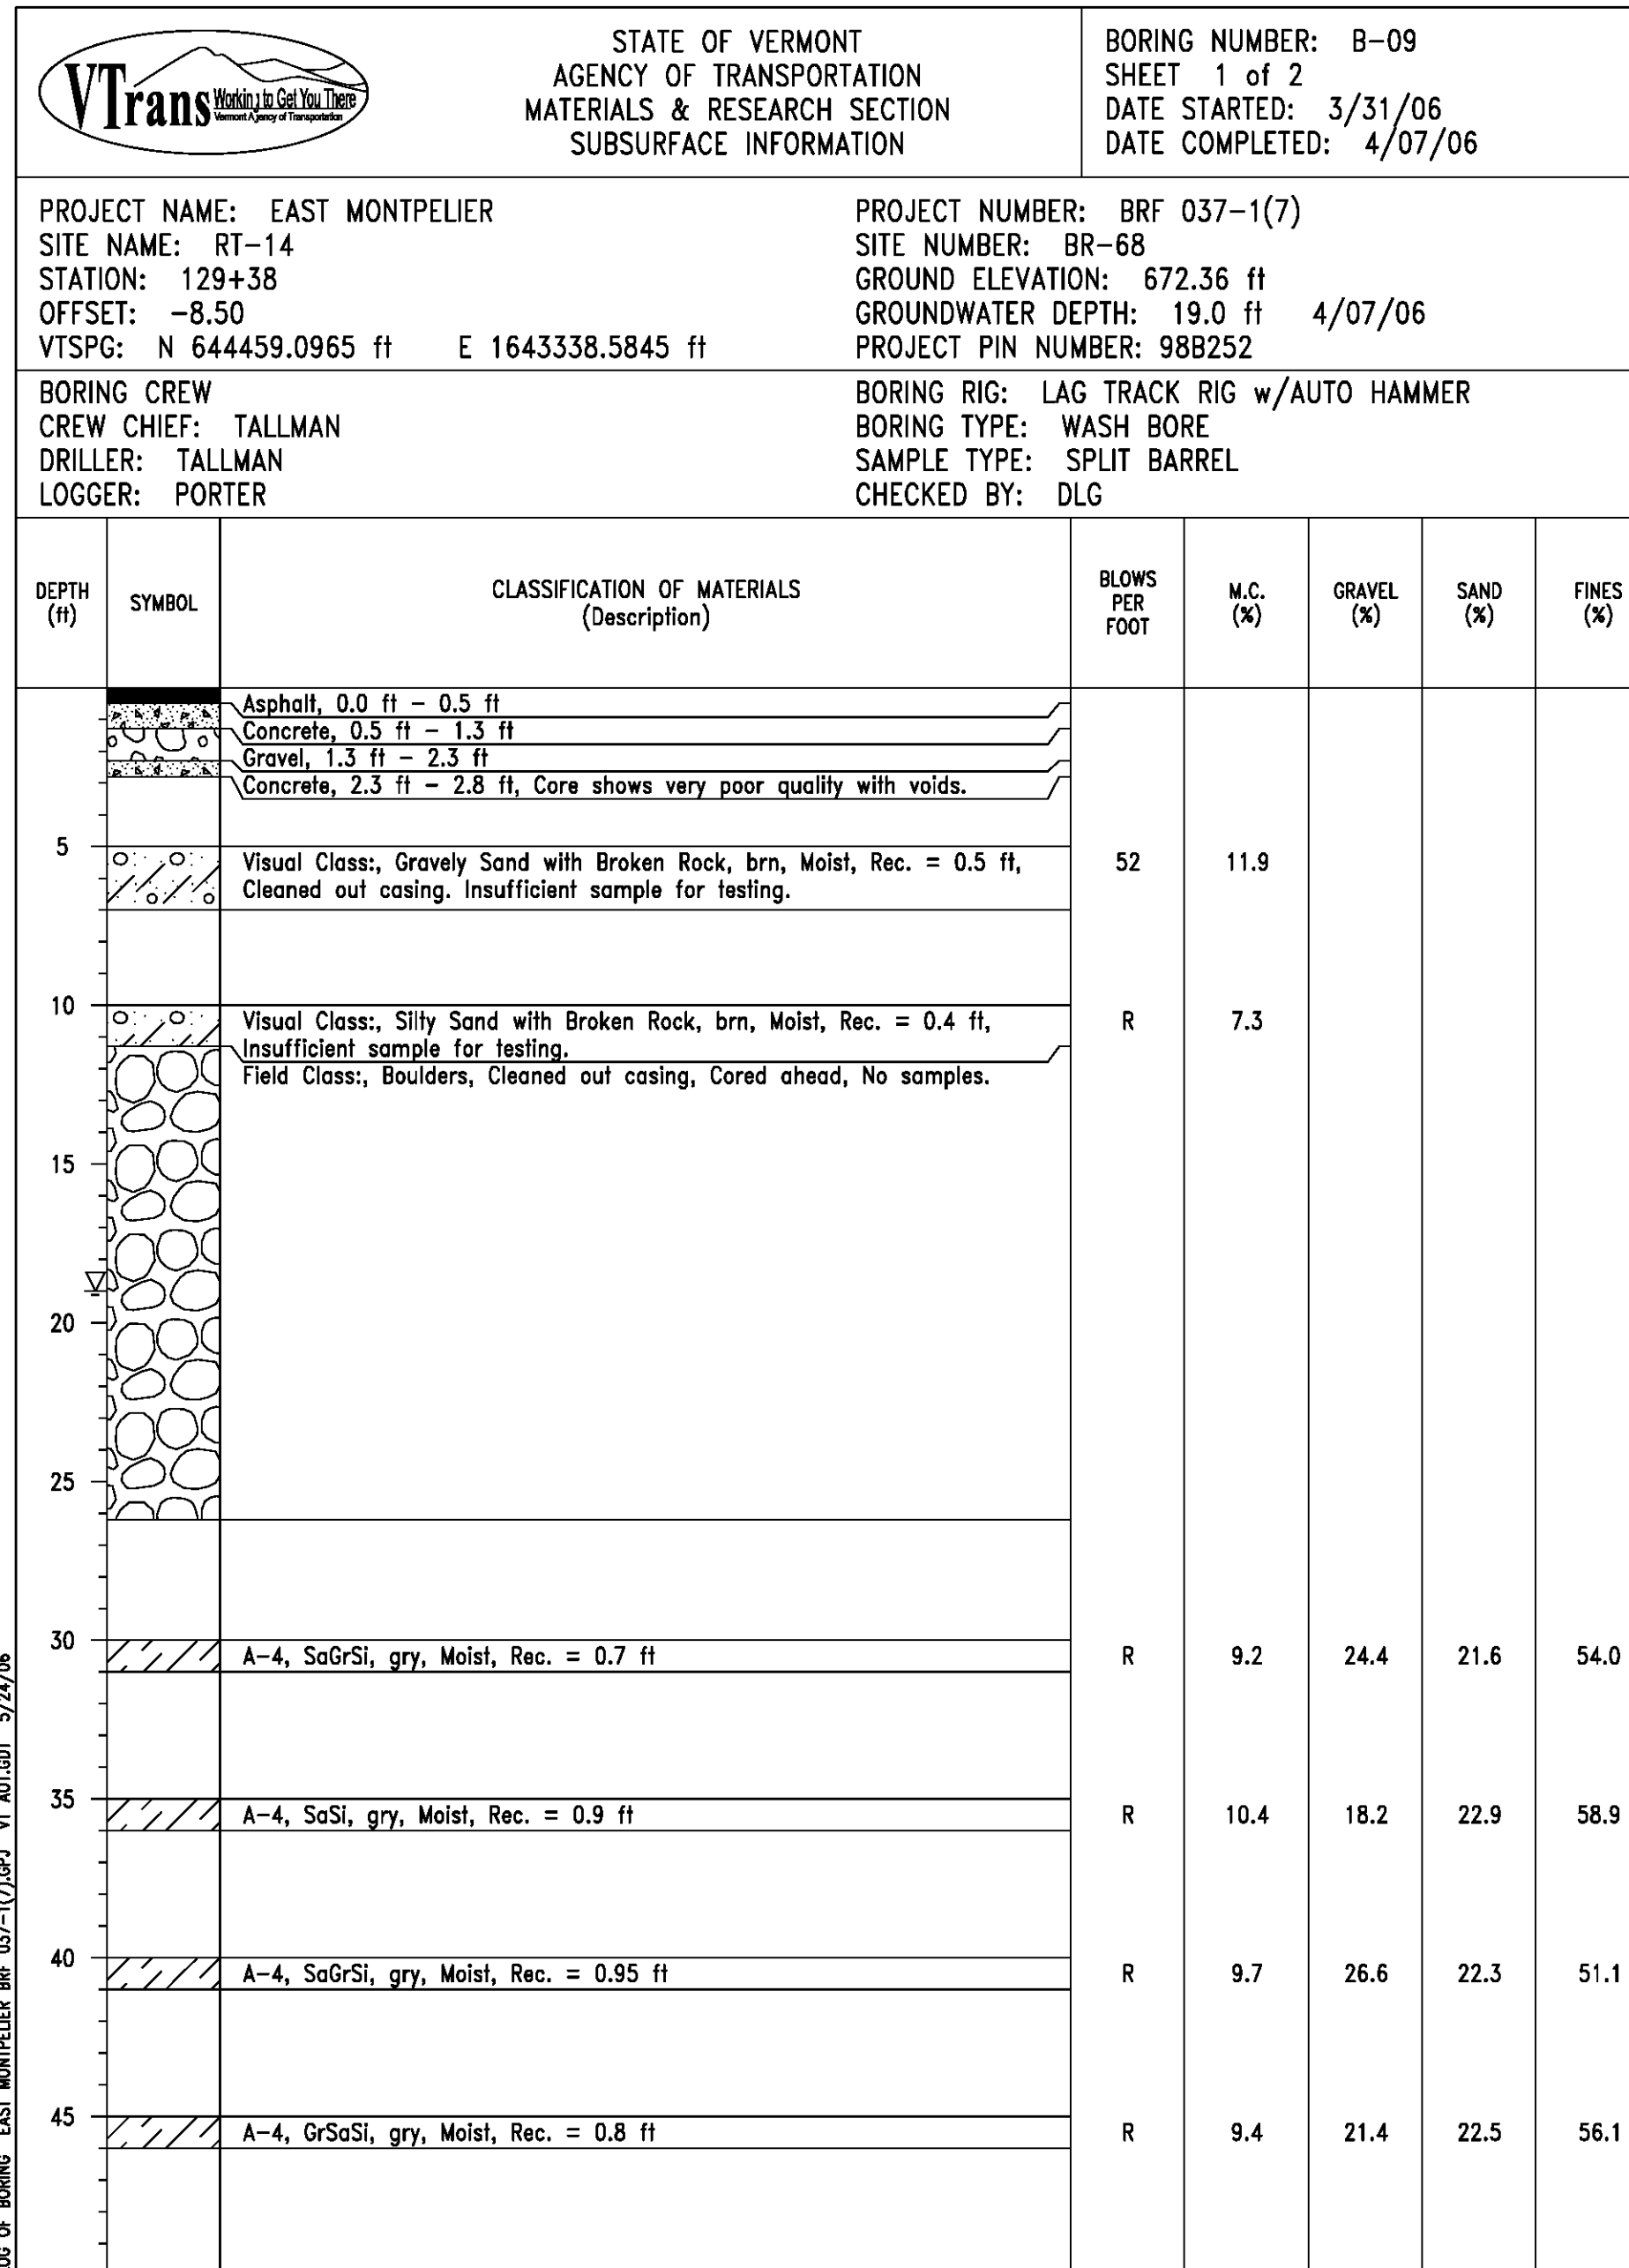 VTrans Working to Get You There
Vermont Agency of Transportation
STATE OF VERMONT
AGENCY OF TRANSPORTATION
MATERIALS & RESEARCH SECTION
SUBSURFACE INFORMATION
BORING NUMBER: B-09
SHEET 1 of 2
DATE STARTED: 3/31/06
DATE COMPLETED: 4/07/06
PROJECT NAME: EAST MONTPELIER
SITE NAME: RT-14
STATION: 129+38
OFFSET: -8.50
VTSPG: N 644459.0965 ft E 1643338.5845 ft
PROJECT NUMBER: BRF 037-1(7)
SITE NUMBER: BR-68
GROUND ELEVATION: 672.36 ft
GROUNDWATER DEPTH: 19.0 ft 4/07/06
PROJECT PIN NUMBER: 98B252
BORING CREW
CREW CHIEF: TALLMAN
DRILLER: TALLMAN
LOGGER: PORTER
BORING RIG: LAG TRACK RIG w/AUTO HAMMER
BORING TYPE: WASH BORE
SAMPLE TYPE: SPLIT BARREL
CHECKED BY: DLG
DEPTH (ft)
SYMBOL
CLASSIFICATION OF MATERIALS
(Description)
BLOWS PER FOOT
M.C. (%)
GRAVEL (%)
SAND (%)
FINES (%)
Asphalt, 0.0 ft - 0.5 ft
Concrete, 0.5 ft - 1.3 ft
Gravel, 1.3 ft - 2.3 ft
Concrete, 2.3 ft - 2.8 ft, Core shows very poor quality with voids.
5 Visual Class:, Gravely Sand with Broken Rock, brn, Moist, Rec. = 0.5 ft, 52 11.9
Cleaned out casing. Insufficient sample for testing.
10 Visual Class:, Silty Sand with Broken Rock, brn, Moist, Rec. = 0.4 ft, R 7.3
Insufficient sample for testing.
Field Class:, Boulders, Cleaned out casing, Cored ahead, No samples.
15
20
25
30 A-4, SaGrSi, gry, Moist, Rec. = 0.7 ft R 9.2 24.4 21.6 54.0
35 A-4, SaSi, gry, Moist, Rec. = 0.9 ft R 10.4 18.2 22.9 58.9
40 A-4, SaGrSi, gry, Moist, Rec. = 0.95 ft R 9.7 26.6 22.3 51.1
45 A-4, GrSaSi, gry, Moist, Rec. = 0.8 ft R 9.4 21.4 22.5 56.1
OF BORING EAST MONTPELIER BRF 037-1(7).GPJ VT AOT.GDT 5/24/06